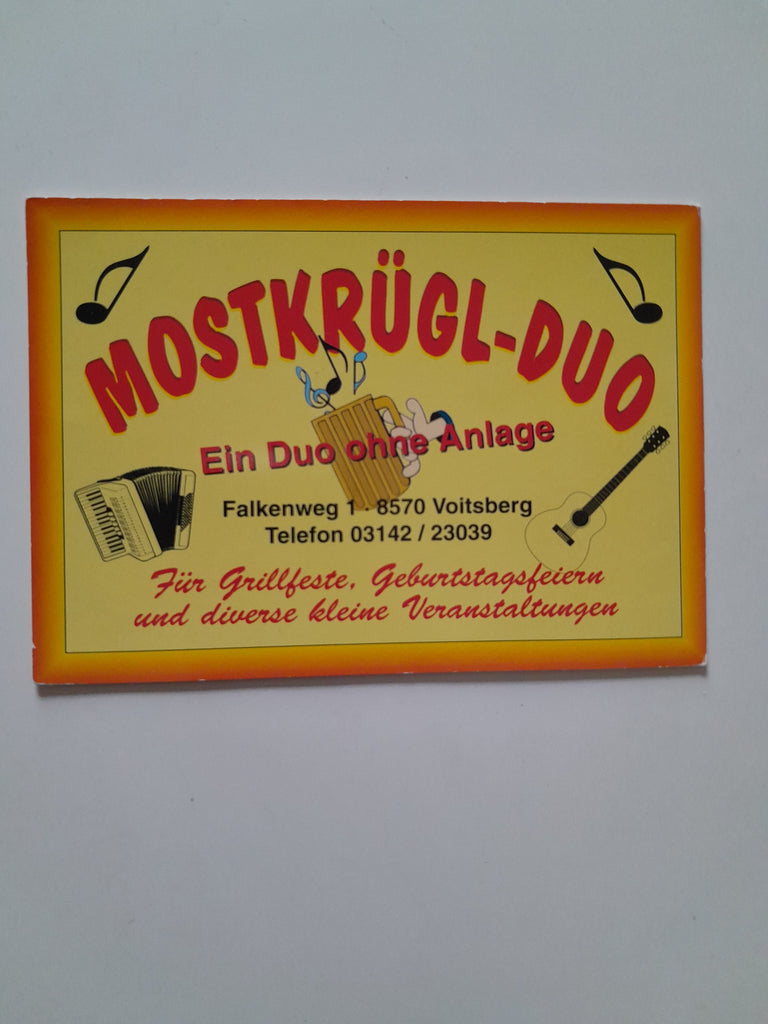 MOSTKRÜGL-DUO
Ein Duo ohne Anlage
Falkenweg 1 8570 Voitsberg
Telefon 03142 / 23039
Für Grillfeste, Geburtstagsfeiern
und diverse kleine Veranstaltungen